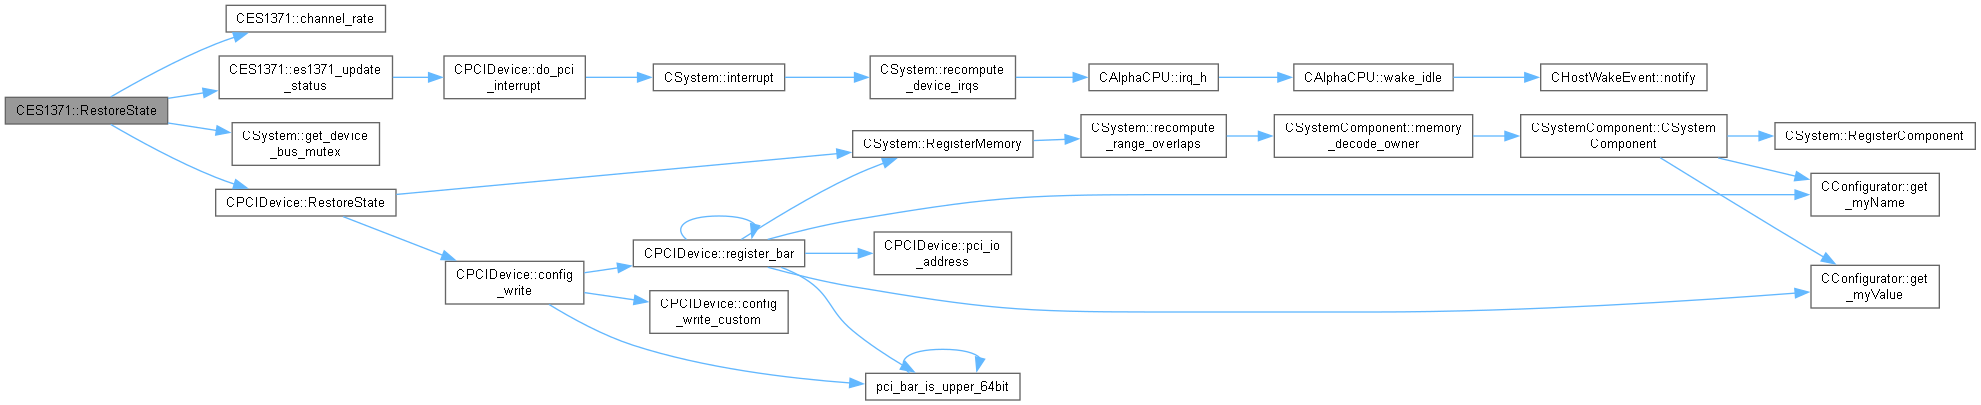 CES1371::RestoreState
CES1371::channel_rate
CES1371::es1371_update
_status
CPCIDevice::do_pci
_interrupt
CSystem::interrupt
CSystem::recompute
_device_irqs
CAlphaCPU::irq_h
CAlphaCPU::wake_idle
CHostWakeEvent::notify
CSystem::get_device
_bus_mutex
CPCIDevice::RestoreState
CSystem::RegisterMemory
CSystem::recompute
_range_overlaps
CSystemComponent::memory
_decode_owner
CSystemComponent::CSystem
Component
CSystem::RegisterComponent
CConfigurator::get
_myName
CConfigurator::get
_myValue
CPCIDevice::config
_write
CPCIDevice::register_bar
CPCIDevice::pci_io
_address
CPCIDevice::config
_write_custom
pci_bar_is_upper_64bit